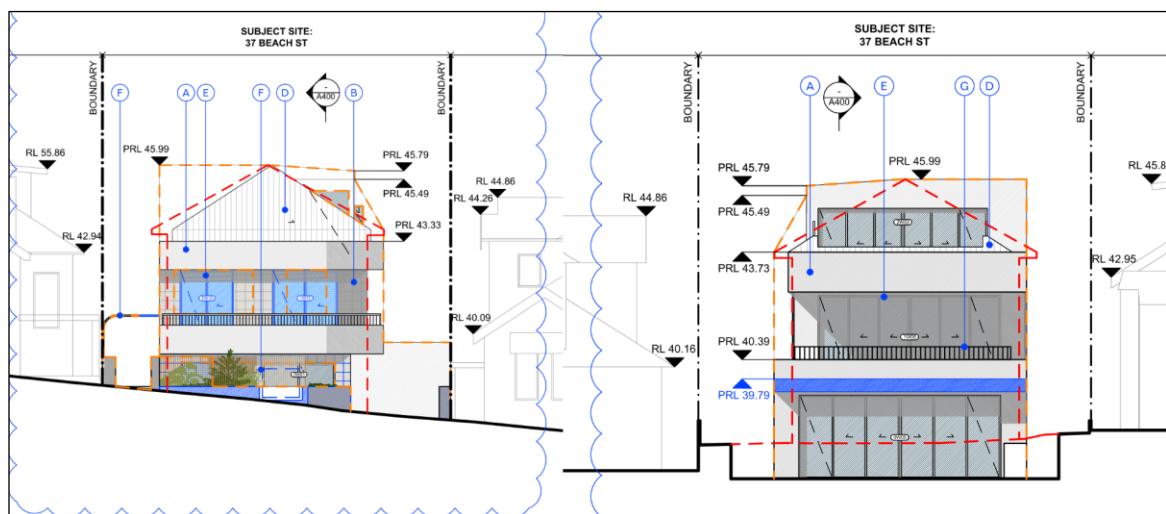 SUBJECT SITE:
37 BEACH ST
BOUNDARY
BOUNDARY
F
A
E
F
D
B
-
A400
RL 55.86
PRL 45.99
PRL 45.79
PRL 45.49
RL 44.86
RL 44.26
PRL 43.33
RL 42.94
RL 40.09
SUBJECT SITE:
37 BEACH ST
BOUNDARY
BOUNDARY
A
E
G
D
-
A400
PRL 45.99
PRL 45.79
PRL 45.49
RL 44.86
RL 45.8
PRL 43.73
RL 42.95
PRL 40.39
RL 40.16
PRL 39.79